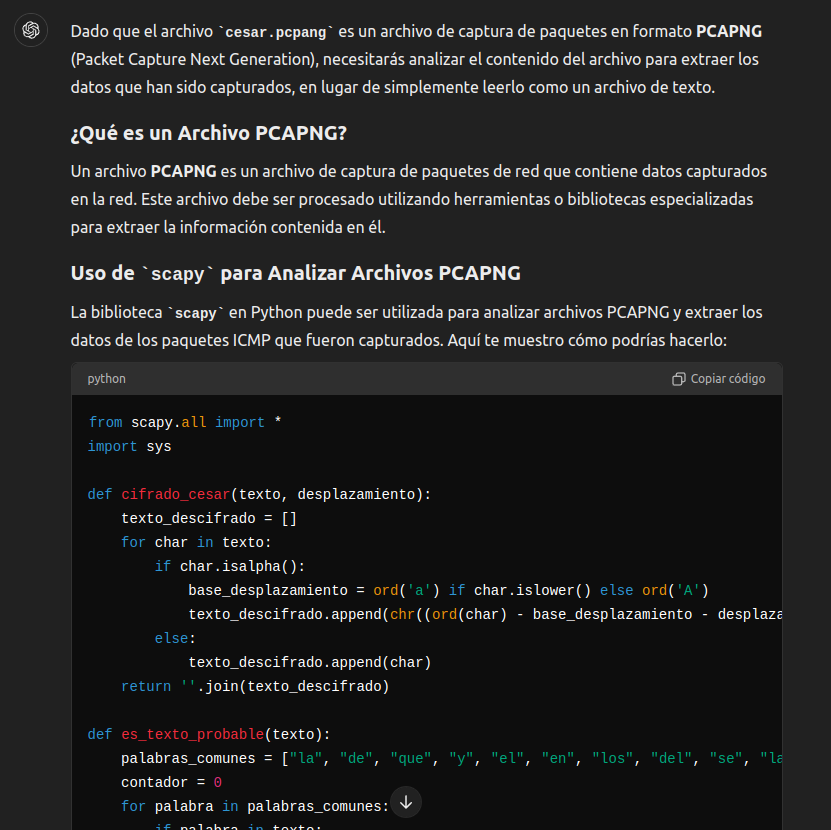 Dado que el archivo `cesar.pcpang` es un archivo de captura de paquetes en formato PCAPNG
(Packet Capture Next Generation), necesitarás analizar el contenido del archivo para extraer los
datos que han sido capturados, en lugar de simplemente leerlo como un archivo de texto.
¿Qué es un Archivo PCAPNG?
Un archivo PCAPNG es un archivo de captura de paquetes de red que contiene datos capturados
en la red. Este archivo debe ser procesado utilizando herramientas o bibliotecas especializadas
para extraer la información contenida en él.
Uso de `scapy` para Analizar Archivos PCAPNG
La biblioteca `scapy` en Python puede ser utilizada para analizar archivos PCAPNG y extraer los
datos de los paquetes ICMP que fueron capturados. Aquí te muestro cómo podrías hacerlo:
python
Copiar código
from scapy.all import *
import sys
def cifrado_cesar(texto, desplazamiento):
    texto_descifrado = []
    for char in texto:
        if char.isalpha():
            base_desplazamiento = ord('a') if char.islower() else ord('A')
            texto_descifrado.append(chr((ord(char) - base_desplazamiento - desplaza
        else:
            texto_descifrado.append(char)
    return ''.join(texto_descifrado)
def es_texto_probable(texto):
    palabras_comunes = ["la", "de", "que", "y", "el", "en", "los", "del", "se", "la
    contador = 0
    for palabra in palabras_comunes:
        if palabra in texto: